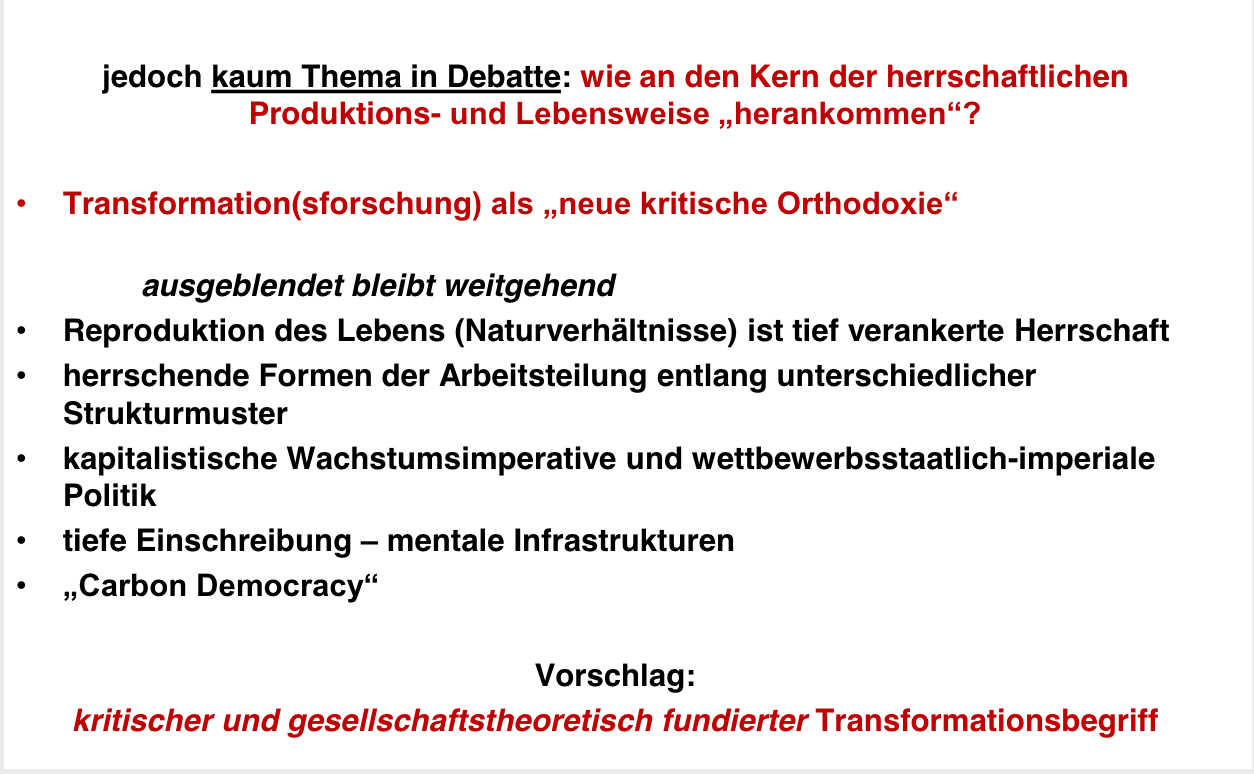 jedoch kaum Thema in Debatte: wie an den Kern der herrschaftlichen
Produktions- und Lebensweise „herankommen“?
• Transformation(sforschung) als „neue kritische Orthodoxie“
ausgeblendet bleibt weitgehend
• Reproduktion des Lebens (Naturverhältnisse) ist tief verankerte Herrschaft
• herrschende Formen der Arbeitsteilung entlang unterschiedlicher
Strukturmuster
• kapitalistische Wachstumsimperative und wettbewerbsstaatlich-imperiale
Politik
• tiefe Einschreibung – mentale Infrastrukturen
• „Carbon Democracy“
Vorschlag:
kritischer und gesellschaftstheoretisch fundierter Transformationsbegriff